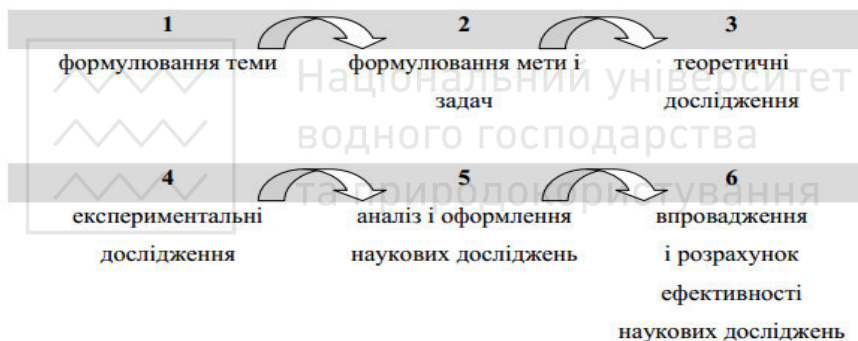 1 2 3
формулювання теми формулювання мети і теоретичні
задач дослідження
Національний університет
водного господарства
та природокористування
4 5 6
експериментальні аналіз і оформлення впровадження
дослідження наукових досліджень і розрахунок
ефективності
наукових досліджень